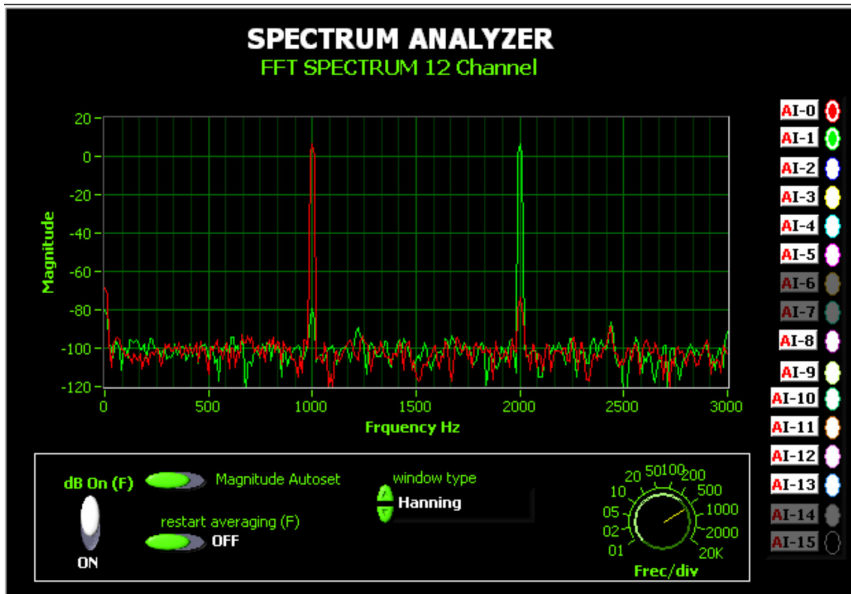 SPECTRUM ANALYZER
FFT SPECTRUM 12 Channel
20
0
-20
-40
-60
-80
-100
-120
Magnitude
0 500 1000 1500 2000 2500 3000
Frquency Hz
AI-0
AI-1
AI-2
AI-3
AI-4
AI-5
AI-6
AI-7
AI-8
AI-9
AI-10
AI-11
AI-12
AI-13
AI-14
AI-15
dB On (F)
ON
Magnitude Autoset
restart averaging (F)
OFF
window type
Hanning
01 02 05 10 20 50 100 200 500 1000 2000 20K
Frec/div